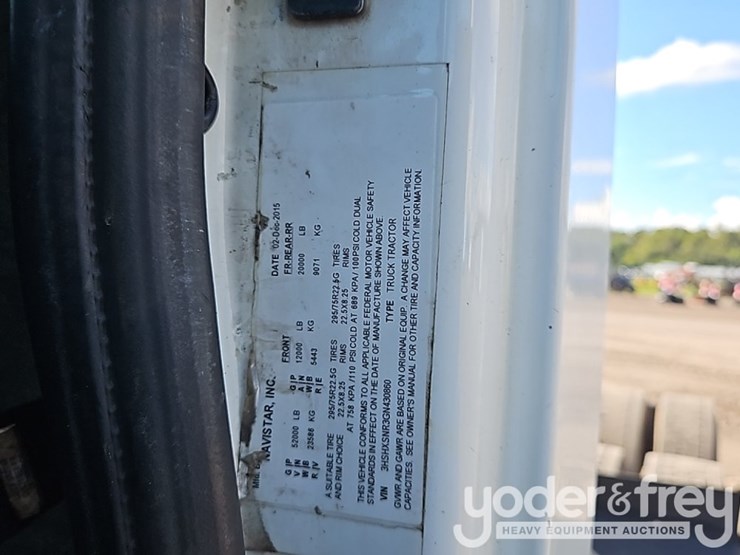 NAVISTAR, INC. DATE 02-Dec-2015
FRONT FR-REAR-RR
GVWR 52000 LB GAWR 12000 LB 20000 LB
23586 KG 5443 KG 9071 KG
A SUITABLE TIRE 295/75R22.5G TIRES 295/75R22.5G TIRES
AND RIM CHOICE 22.5X8.25 RIMS 22.5X8.25 RIMS
AT 758 KPA /110 PSI COLD AT 689 KPA / 100PSI COLD DUAL
THIS VEHICLE CONFORMS TO ALL APPLICABLE FEDERAL MOTOR VEHICLE SAFETY
STANDARDS IN EFFECT ON THE DATE OF MANUFACTURE SHOWN ABOVE.
VIN 3HSHXSNR3GN430860 TYPE TRUCK TRACTOR
GVWR AND GAWR ARE BASED ON ORIGINAL EQUIP. A CHANGE MAY AFFECT VEHICLE
CAPACITIES. SEE OWNER'S MANUAL FOR OTHER TIRE AND CAPACITY INFORMATION.
yoder&frey
HEAVY EQUIPMENT AUCTIONS